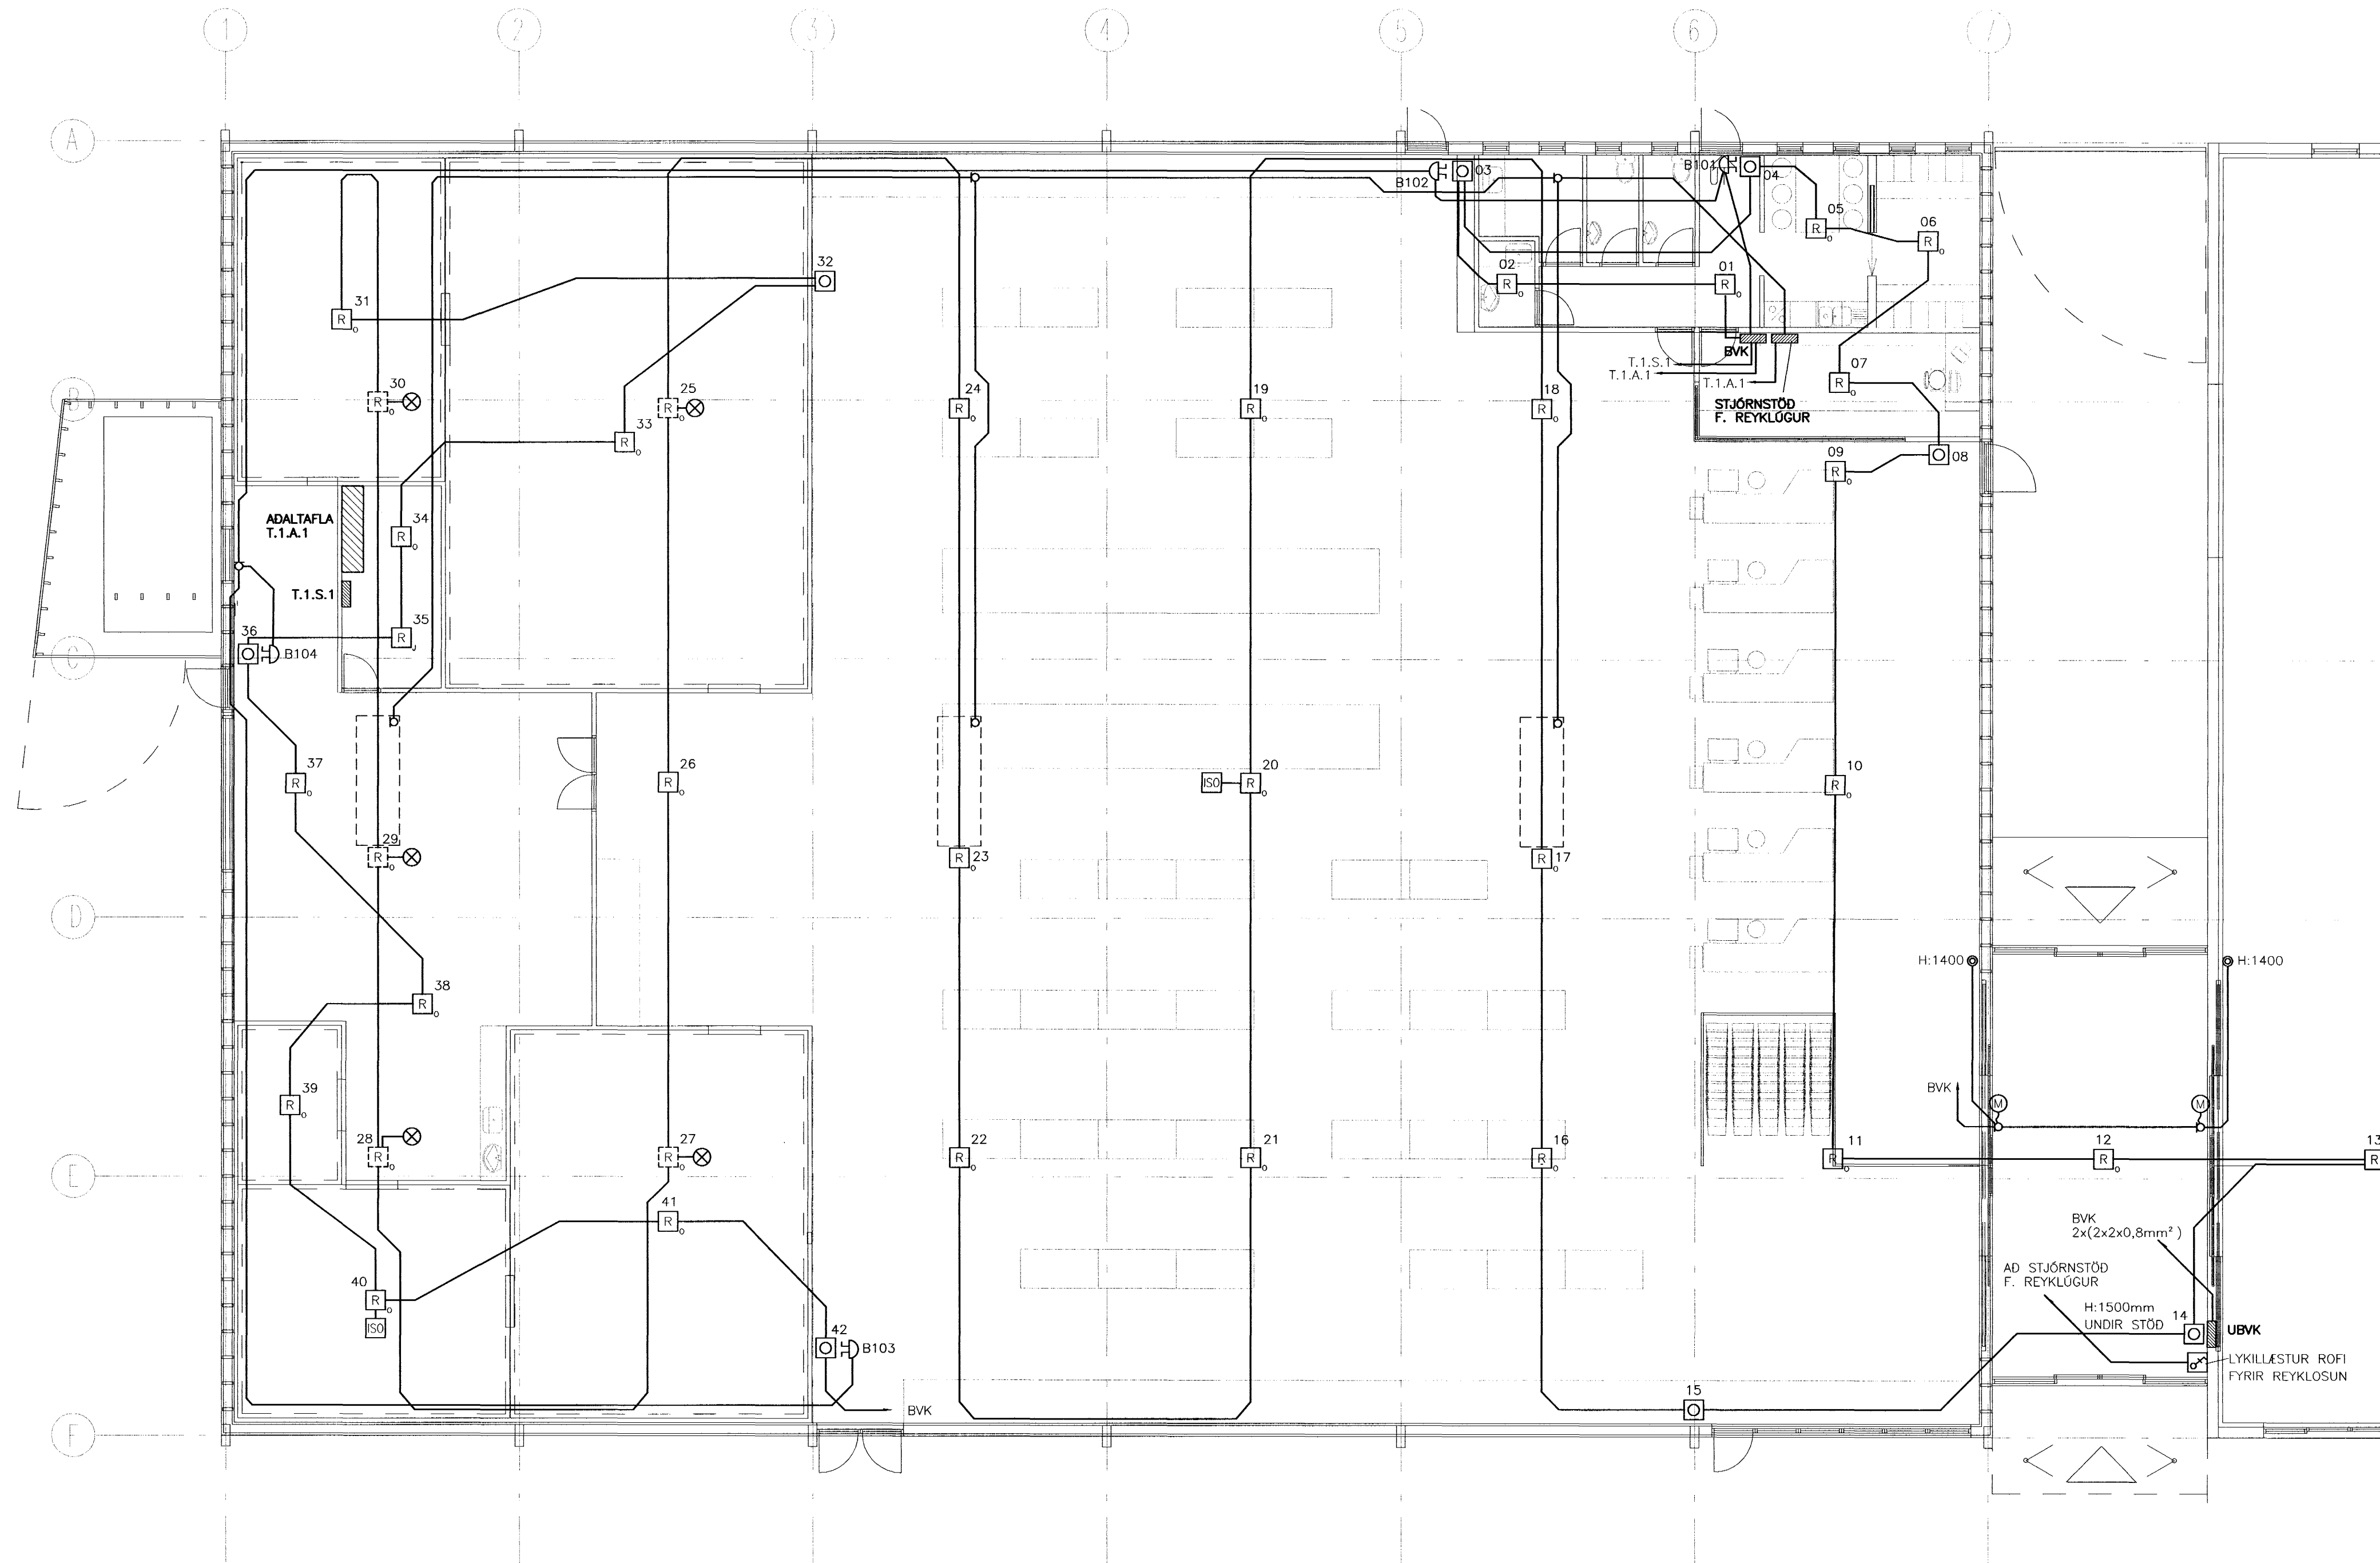 1
2
3
4
5
6
7
A
B
C
D
E
F
B102
03
B101
04
05
R
O
06
R
O
02
R
O
01
R
O
07
R
O
BVK
T.1.S.1
T.1.A.1
T.1.A.1
STJÓRNSTÖÐ
F. REYKLÚGUR
08
09
R
O
32
31
R
O
30
R
O
25
R
O
33
R
O
24
R
O
19
R
O
18
R
O
AÐALTAFLA
T.1.A.1
34
R
O
T.1.S.1
35
R
36
B104
37
R
O
26
R
O
ISO
20
R
O
10
R
O
29
R
O
23
R
O
17
R
O
38
R
O
H:1400
H:1400
39
R
O
BVK
M
M
28
R
O
27
R
O
22
R
O
21
R
O
16
R
O
11
R
O
12
R
O
13
R
41
R
O
BVK
2x(2x2x0,8mm²)
AÐ STJÓRNSTÖÐ
F. REYKLÚGUR
40
R
O
ISO
H:1500mm
UNDIR STÖÐ
14
UBVK
42
B103
LYKILLÆSTUR ROFI
FYRIR REYKLOSUN
15
BVK